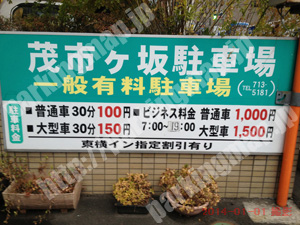 茂市ヶ坂駐車場
一般有料駐車場 (TEL 713-5181)
駐車料金
■普通車30分100円 ■ビジネス料金 普通車1,000円
■大型車30分150円 7:00〜19:00 大型車1,500円
東横イン指定割引有り